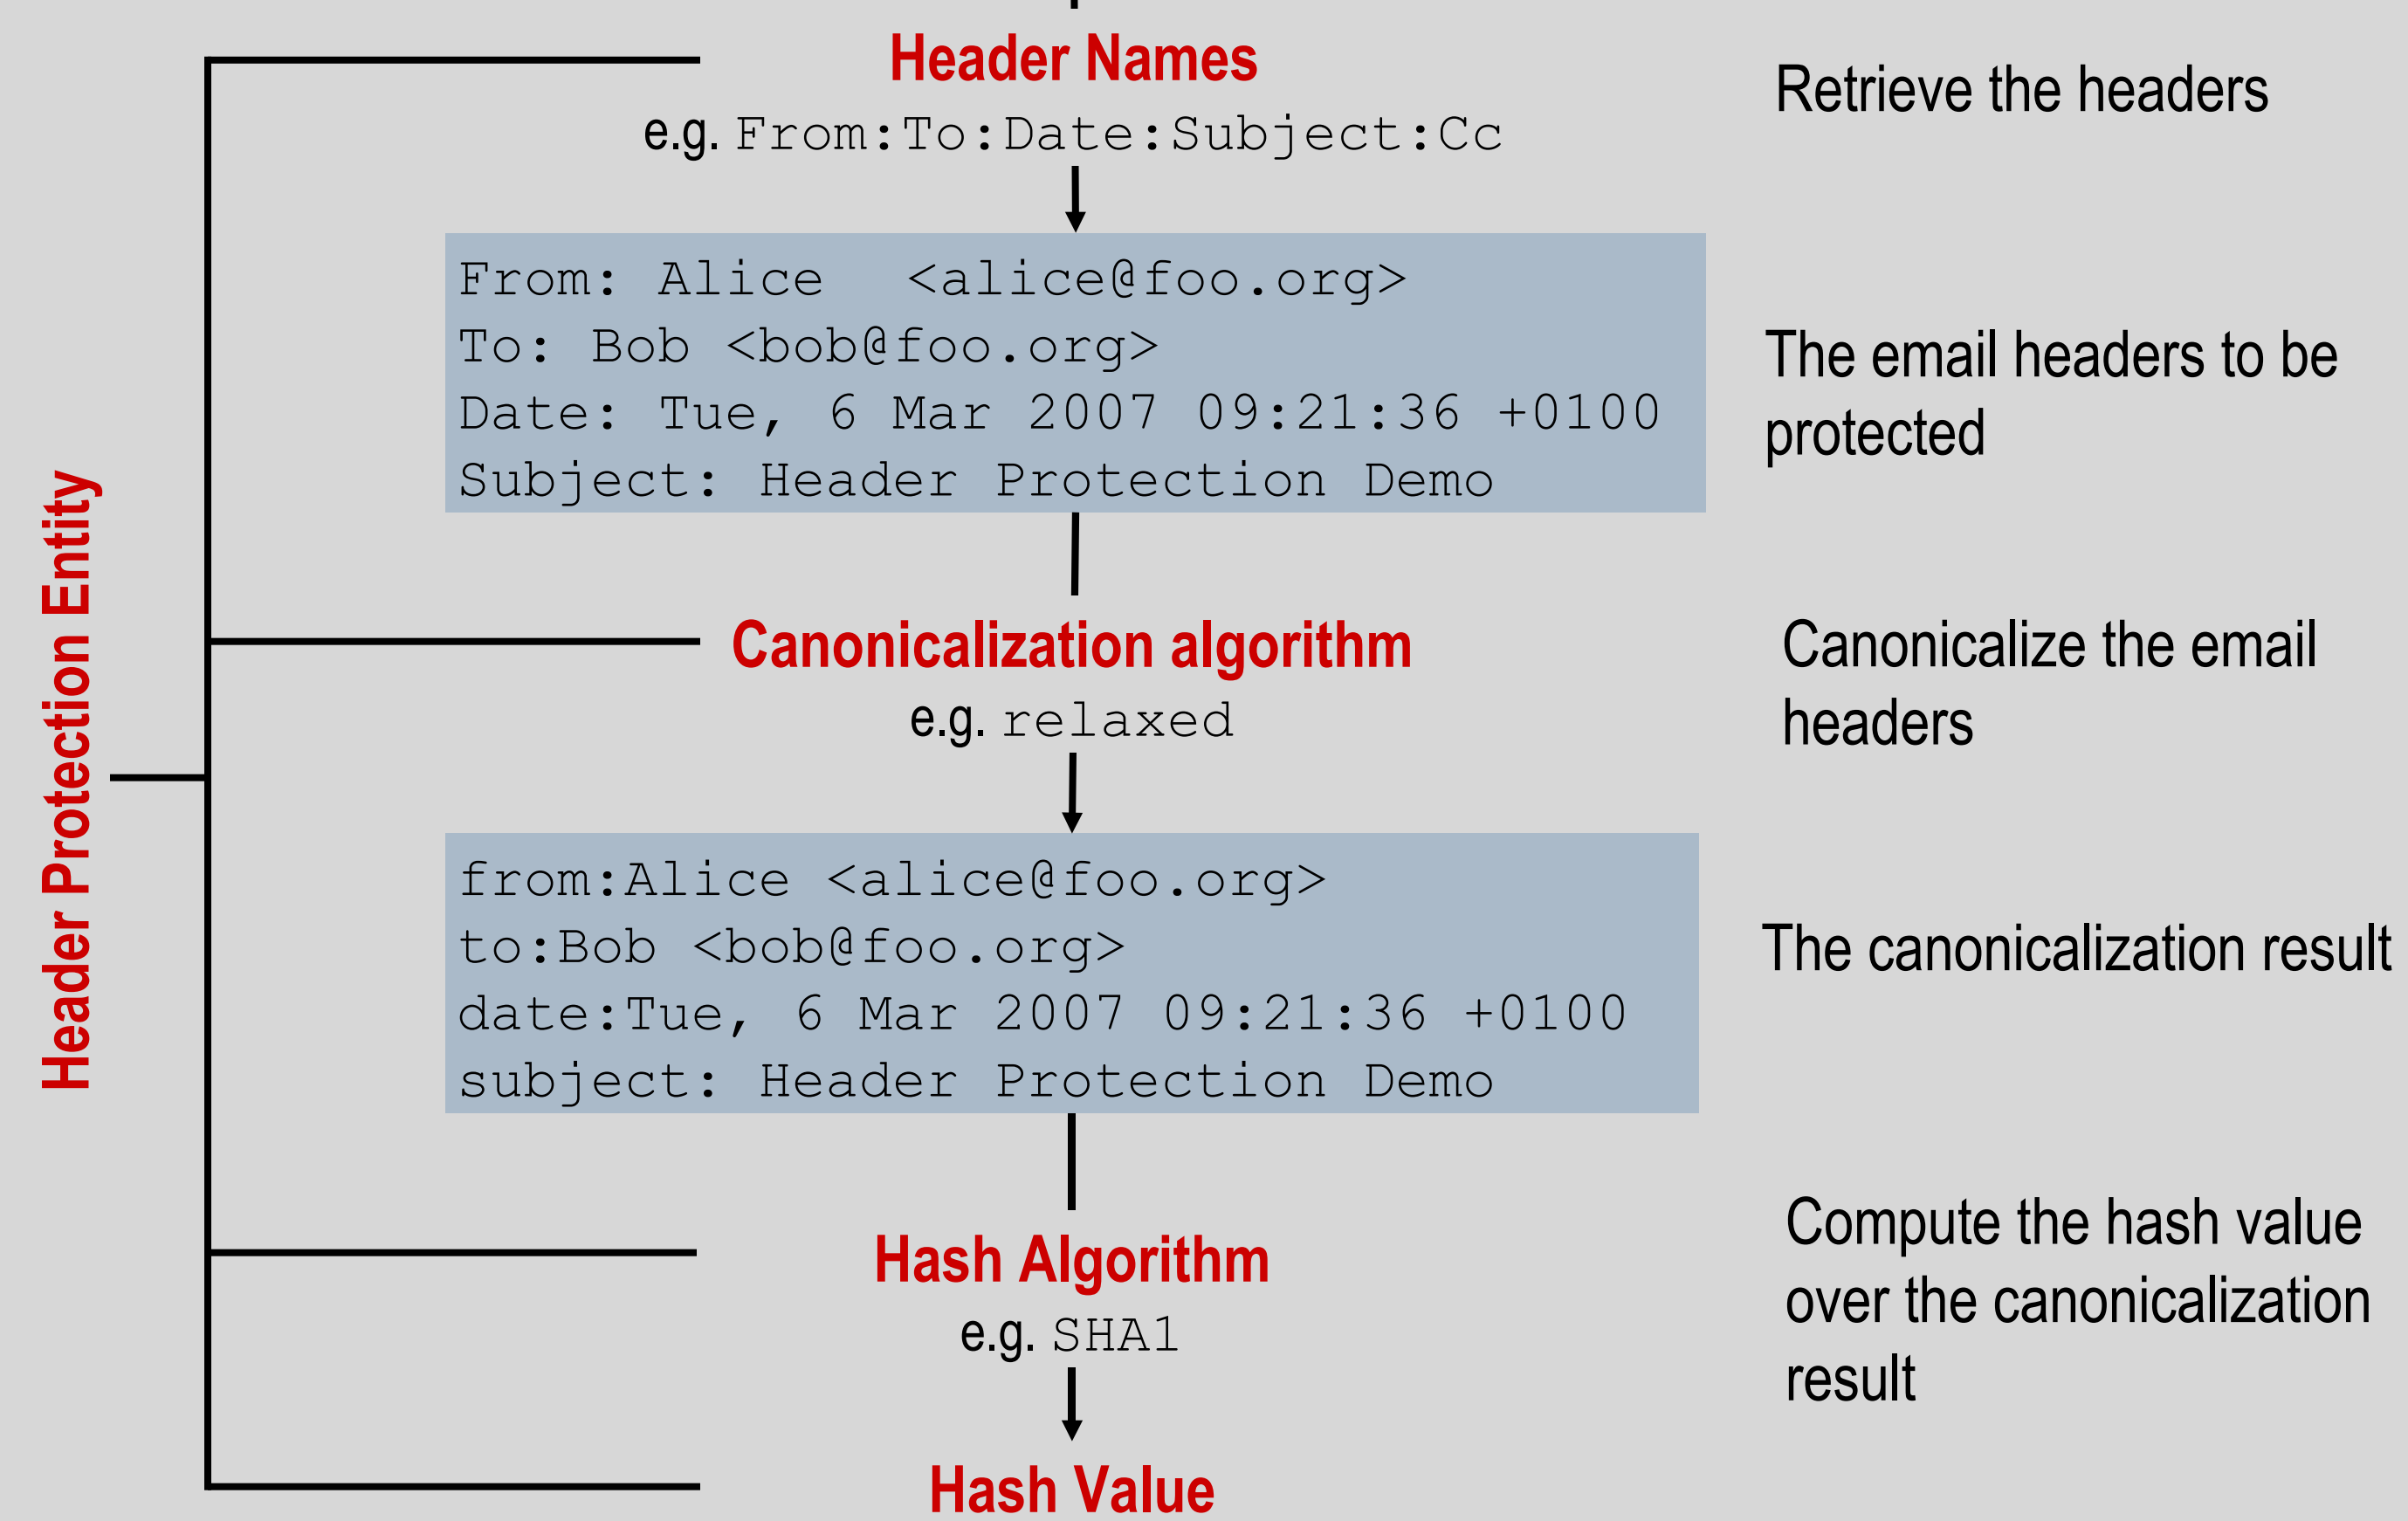 Header Protection Entity
Header Names
e.g. From:To:Date:Subject:Cc
Retrieve the headers
From: Alice  <alice@foo.org>
To: Bob <bob@foo.org>
Date: Tue, 6 Mar 2007 09:21:36 +0100
Subject: Header Protection Demo
The email headers to be
protected
Canonicalization algorithm
e.g. relaxed
Canonicalize the email
headers
from:Alice <alice@foo.org>
to:Bob <bob@foo.org>
date:Tue, 6 Mar 2007 09:21:36 +0100
subject: Header Protection Demo
The canonicalization result
Hash Algorithm
e.g. SHA1
Compute the hash value
over the canonicalization
result
Hash Value